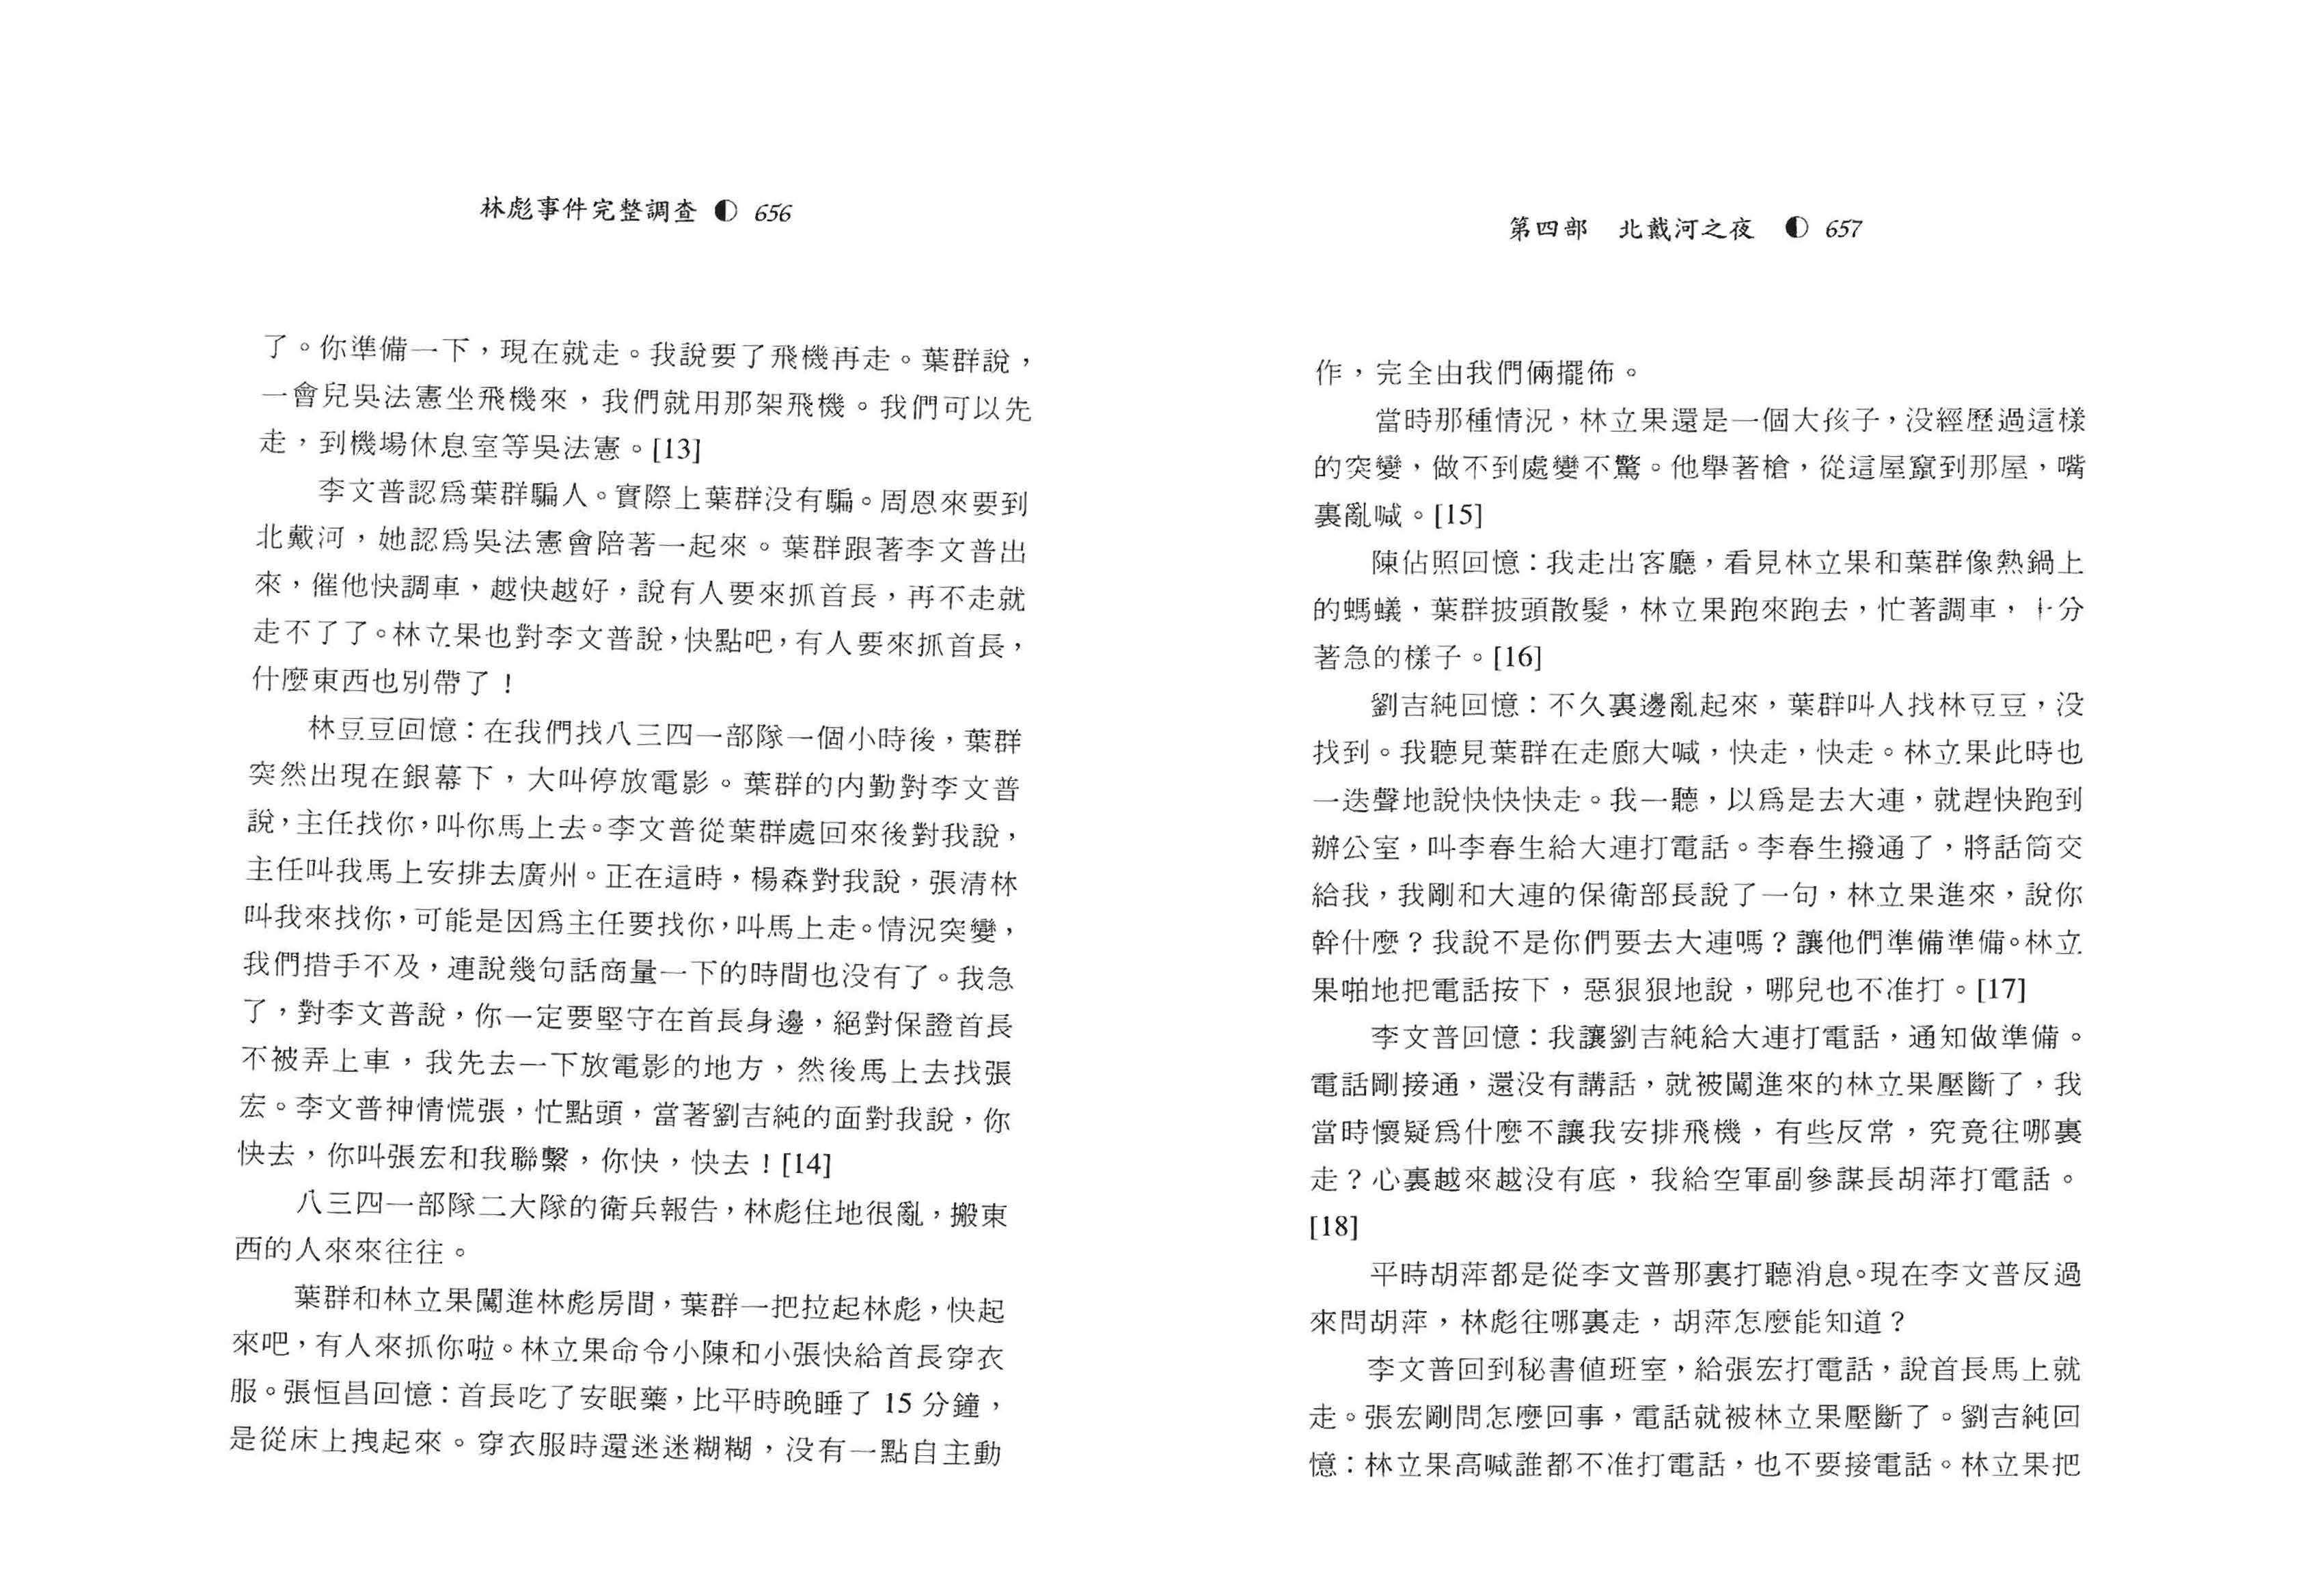 林彪事件完整調查 ◐ 656
了。你準備一下，現在就走。我說要了飛機再走。葉群說，
一會兒吳法憲坐飛機來，我們就用那架飛機。我們可以先
走，到機場休息室等吳法憲。[13]
李文普認爲葉群騙人。實際上葉群没有騙。周恩來要到
北戴河，她認爲吳法憲會陪著一起來。葉群跟著李文普出
來，催他快調車，越快越好，說有人要來抓首長，再不走就
走不了了。林立果也對李文普說，快點吧，有人要來抓首長，
什麼東西也別帶了！
林豆豆回憶：在我們找八三四一部隊一個小時後，葉群
突然出現在銀幕下，大叫停放電影。葉群的内勤對李文普
說，主任找你，叫你馬上去。李文普從葉群處回來後對我說，
主任叫我馬上安排去廣州。正在這時，楊森對我說，張清林
叫我來找你，可能是因爲主任要找你，叫馬上走。情況突變，
我們措手不及，連說幾句話商量一下的時間也没有了。我急
了，對李文普說，你一定要堅守在首長身邊，絕對保證首長
不被弄上車，我先去一下放電影的地方，然後馬上去找張
宏。李文普神情慌張，忙點頭，當著劉吉純的面對我說，你
快去，你叫張宏和我聯繫，你快，快去！[14]
八三四一部隊二大隊的衛兵報告，林彪住地很亂，搬東
西的人來來往往。
葉群和林立果闖進林彪房間，葉群一把拉起林彪，快起
來吧，有人來抓你啦。林立果命令小陳和小張快給首長穿衣
服。張恒昌回憶：首長吃了安眠藥，比平時晚睡了 15 分鐘，
是從床上拽起來。穿衣服時還迷迷糊糊，没有一點自主動
第四部　北戴河之夜　◐ 657
作，完全由我們倆擺佈。
當時那種情況，林立果還是一個大孩子，没經歷過這樣
的突變，做不到處變不驚。他舉著槍，從這屋竄到那屋，嘴
裏亂喊。[15]
陳佔照回憶：我走出客廳，看見林立果和葉群像熱鍋上
的螞蟻，葉群披頭散髮，林立果跑來跑去，忙著調車，十分
著急的樣子。[16]
劉吉純回憶：不久裏邊亂起來，葉群叫人找林豆豆，没
找到。我聽見葉群在走廊大喊，快走，快走。林立果此時也
一迭聲地說快快快走。我一聽，以爲是去大連，就趕快跑到
辦公室，叫李春生給大連打電話。李春生撥通了，將話筒交
給我，我剛和大連的保衛部長說了一句，林立果進來，說你
幹什麼？我說不是你們要去大連嗎？讓他們準備準備。林立
果啪地把電話按下，惡狠狠地說，哪兒也不准打。[17]
李文普回憶：我讓劉吉純給大連打電話，通知做準備。
電話剛接通，還没有講話，就被闖進來的林立果壓斷了，我
當時懷疑爲什麼不讓我安排飛機，有些反常，究竟往哪裏
走？心裏越來越没有底，我給空軍副參謀長胡萍打電話。
[18]
平時胡萍都是從李文普那裏打聽消息。現在李文普反過
來問胡萍，林彪往哪裏走，胡萍怎麼能知道？
李文普回到秘書值班室，給張宏打電話，說首長馬上就
走。張宏剛問怎麼回事，電話就被林立果壓斷了。劉吉純回
憶：林立果高喊誰都不准打電話，也不要接電話。林立果把